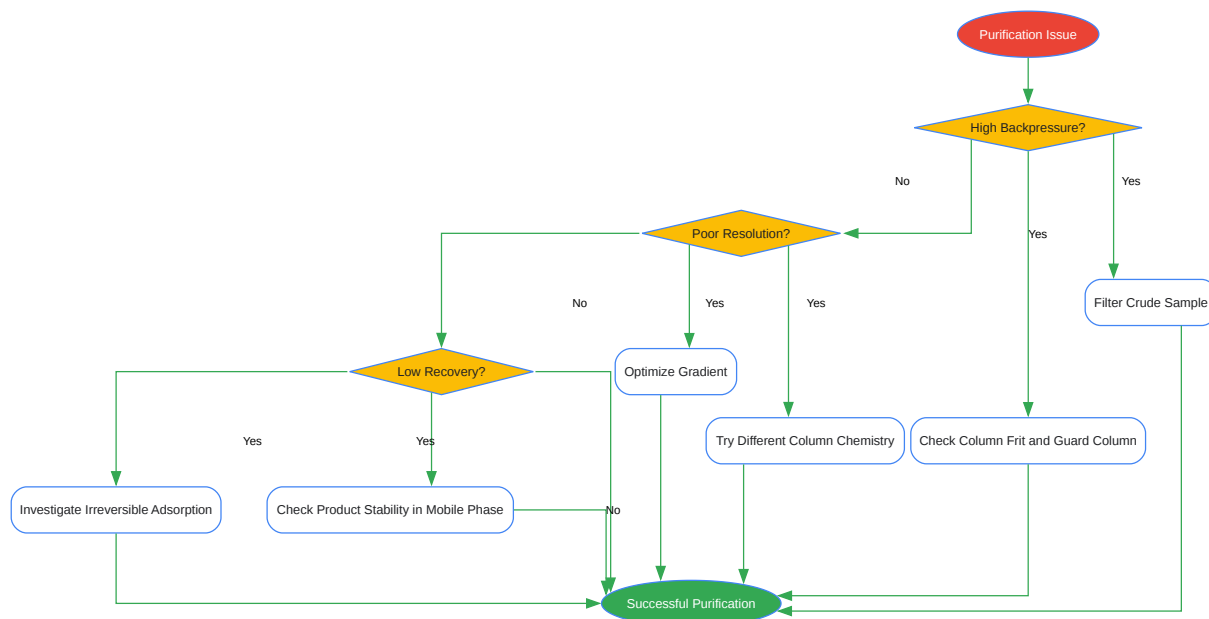 Purification Issue
High Backpressure?
No
Yes
Poor Resolution?
Yes
No
Yes
Yes
Filter Crude Sample
Low Recovery?
Optimize Gradient
Yes
Yes
Try Different Column Chemistry
Check Column Frit and Guard Column
Investigate Irreversible Adsorption
Check Product Stability in Mobile Phase
No
Successful Purification